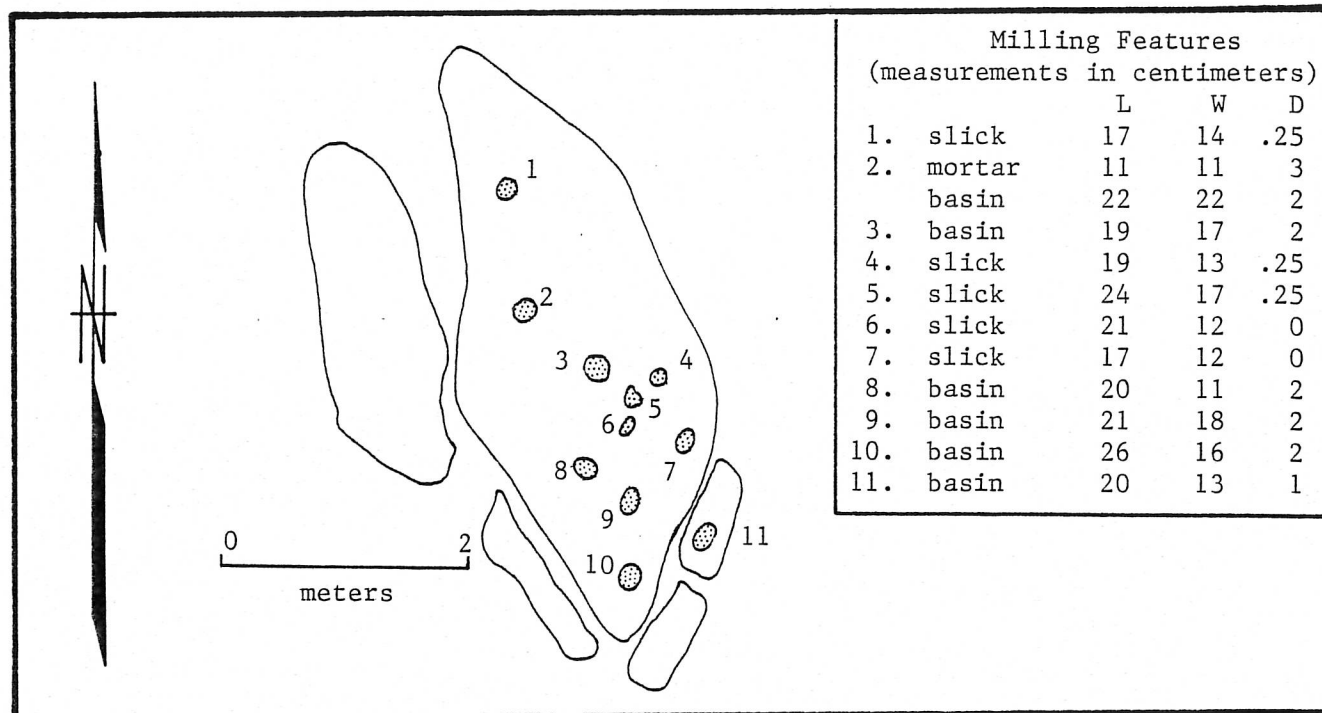 Milling Features
(measurements in centimeters)
L W D
1. slick 17 14 .25
2. mortar 11 11 3
basin 22 22 2
3. basin 19 17 2
4. slick 19 13 .25
5. slick 24 17 .25
6. slick 21 12 0
7. slick 17 12 0
8. basin 20 11 2
9. basin 21 18 2
10. basin 26 16 2
11. basin 20 13 1
1
2
3
4
5
6
7
8
9
10
11
N
0 2
meters